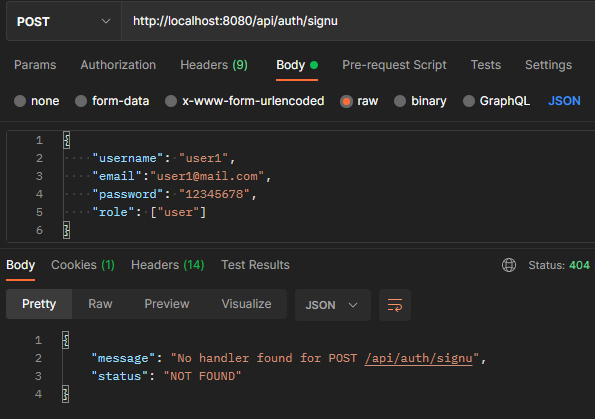 POST http://localhost:8080/api/auth/signu
Params Authorization Headers (9) Body Pre-request Script Tests Settings
none form-data x-www-form-urlencoded raw binary GraphQL JSON
1 {
2 "username": "user1",
3 "email":"user1@mail.com",
4 "password": "12345678",
5 "role": ["user"]
6 }
Body Cookies (1) Headers (14) Test Results Status: 404
Pretty Raw Preview Visualize JSON
1 {
2 "message": "No handler found for POST /api/auth/signu",
3 "status": "NOT FOUND"
4 }